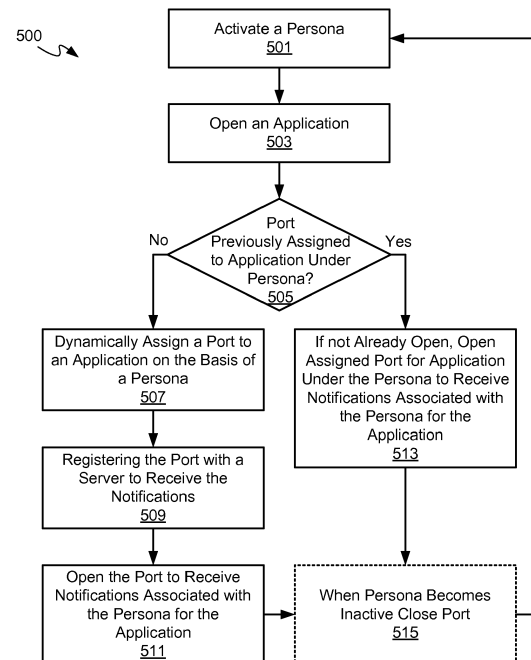 500
Activate a Persona
501
Open an Application
503
Port
Previously Assigned
to Application Under
Persona?
505
No
Yes
Dynamically Assign a Port to
an Application on the Basis of
a Persona
507
If not Already Open, Open
Assigned Port for Application
Under the Persona to Receive
Notifications Associated with
the Persona for the
Application
513
Registering the Port with a
Server to Receive the
Notifications
509
Open the Port to Receive
Notifications Associated with
the Persona for the
Application
511
When Persona Becomes
Inactive Close Port
515